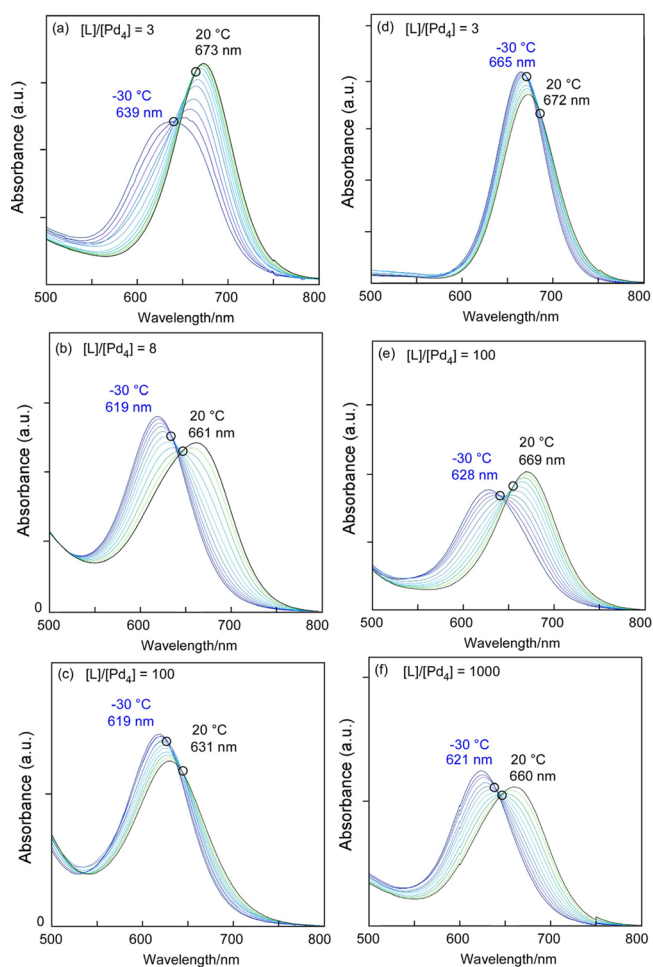 (a) [L]/[Pd₄] = 3
20 °C
673 nm
-30 °C
639 nm
Absorbance (a.u.)
500 600 700 800
Wavelength/nm
(b) [L]/[Pd₄] = 8
-30 °C
619 nm
20 °C
661 nm
Absorbance (a.u.)
0
500 600 700 800
Wavelength/nm
(c) [L]/[Pd₄] = 100
-30 °C
619 nm
20 °C
631 nm
Absorbance (a.u.)
0
500 600 700 800
Wavelength/nm
(d) [L]/[Pd₄] = 3
-30 °C
665 nm
20 °C
672 nm
Absorbance (a.u.)
500 600 700 800
Wavelength/nm
(e) [L]/[Pd₄] = 100
20 °C
669 nm
-30 °C
628 nm
Absorbance (a.u.)
500 600 700 800
Wavelength/nm
(f) [L]/[Pd₄] = 1000
-30 °C
621 nm
20 °C
660 nm
Absorbance (a.u.)
500 600 700 800
Wavelength/nm